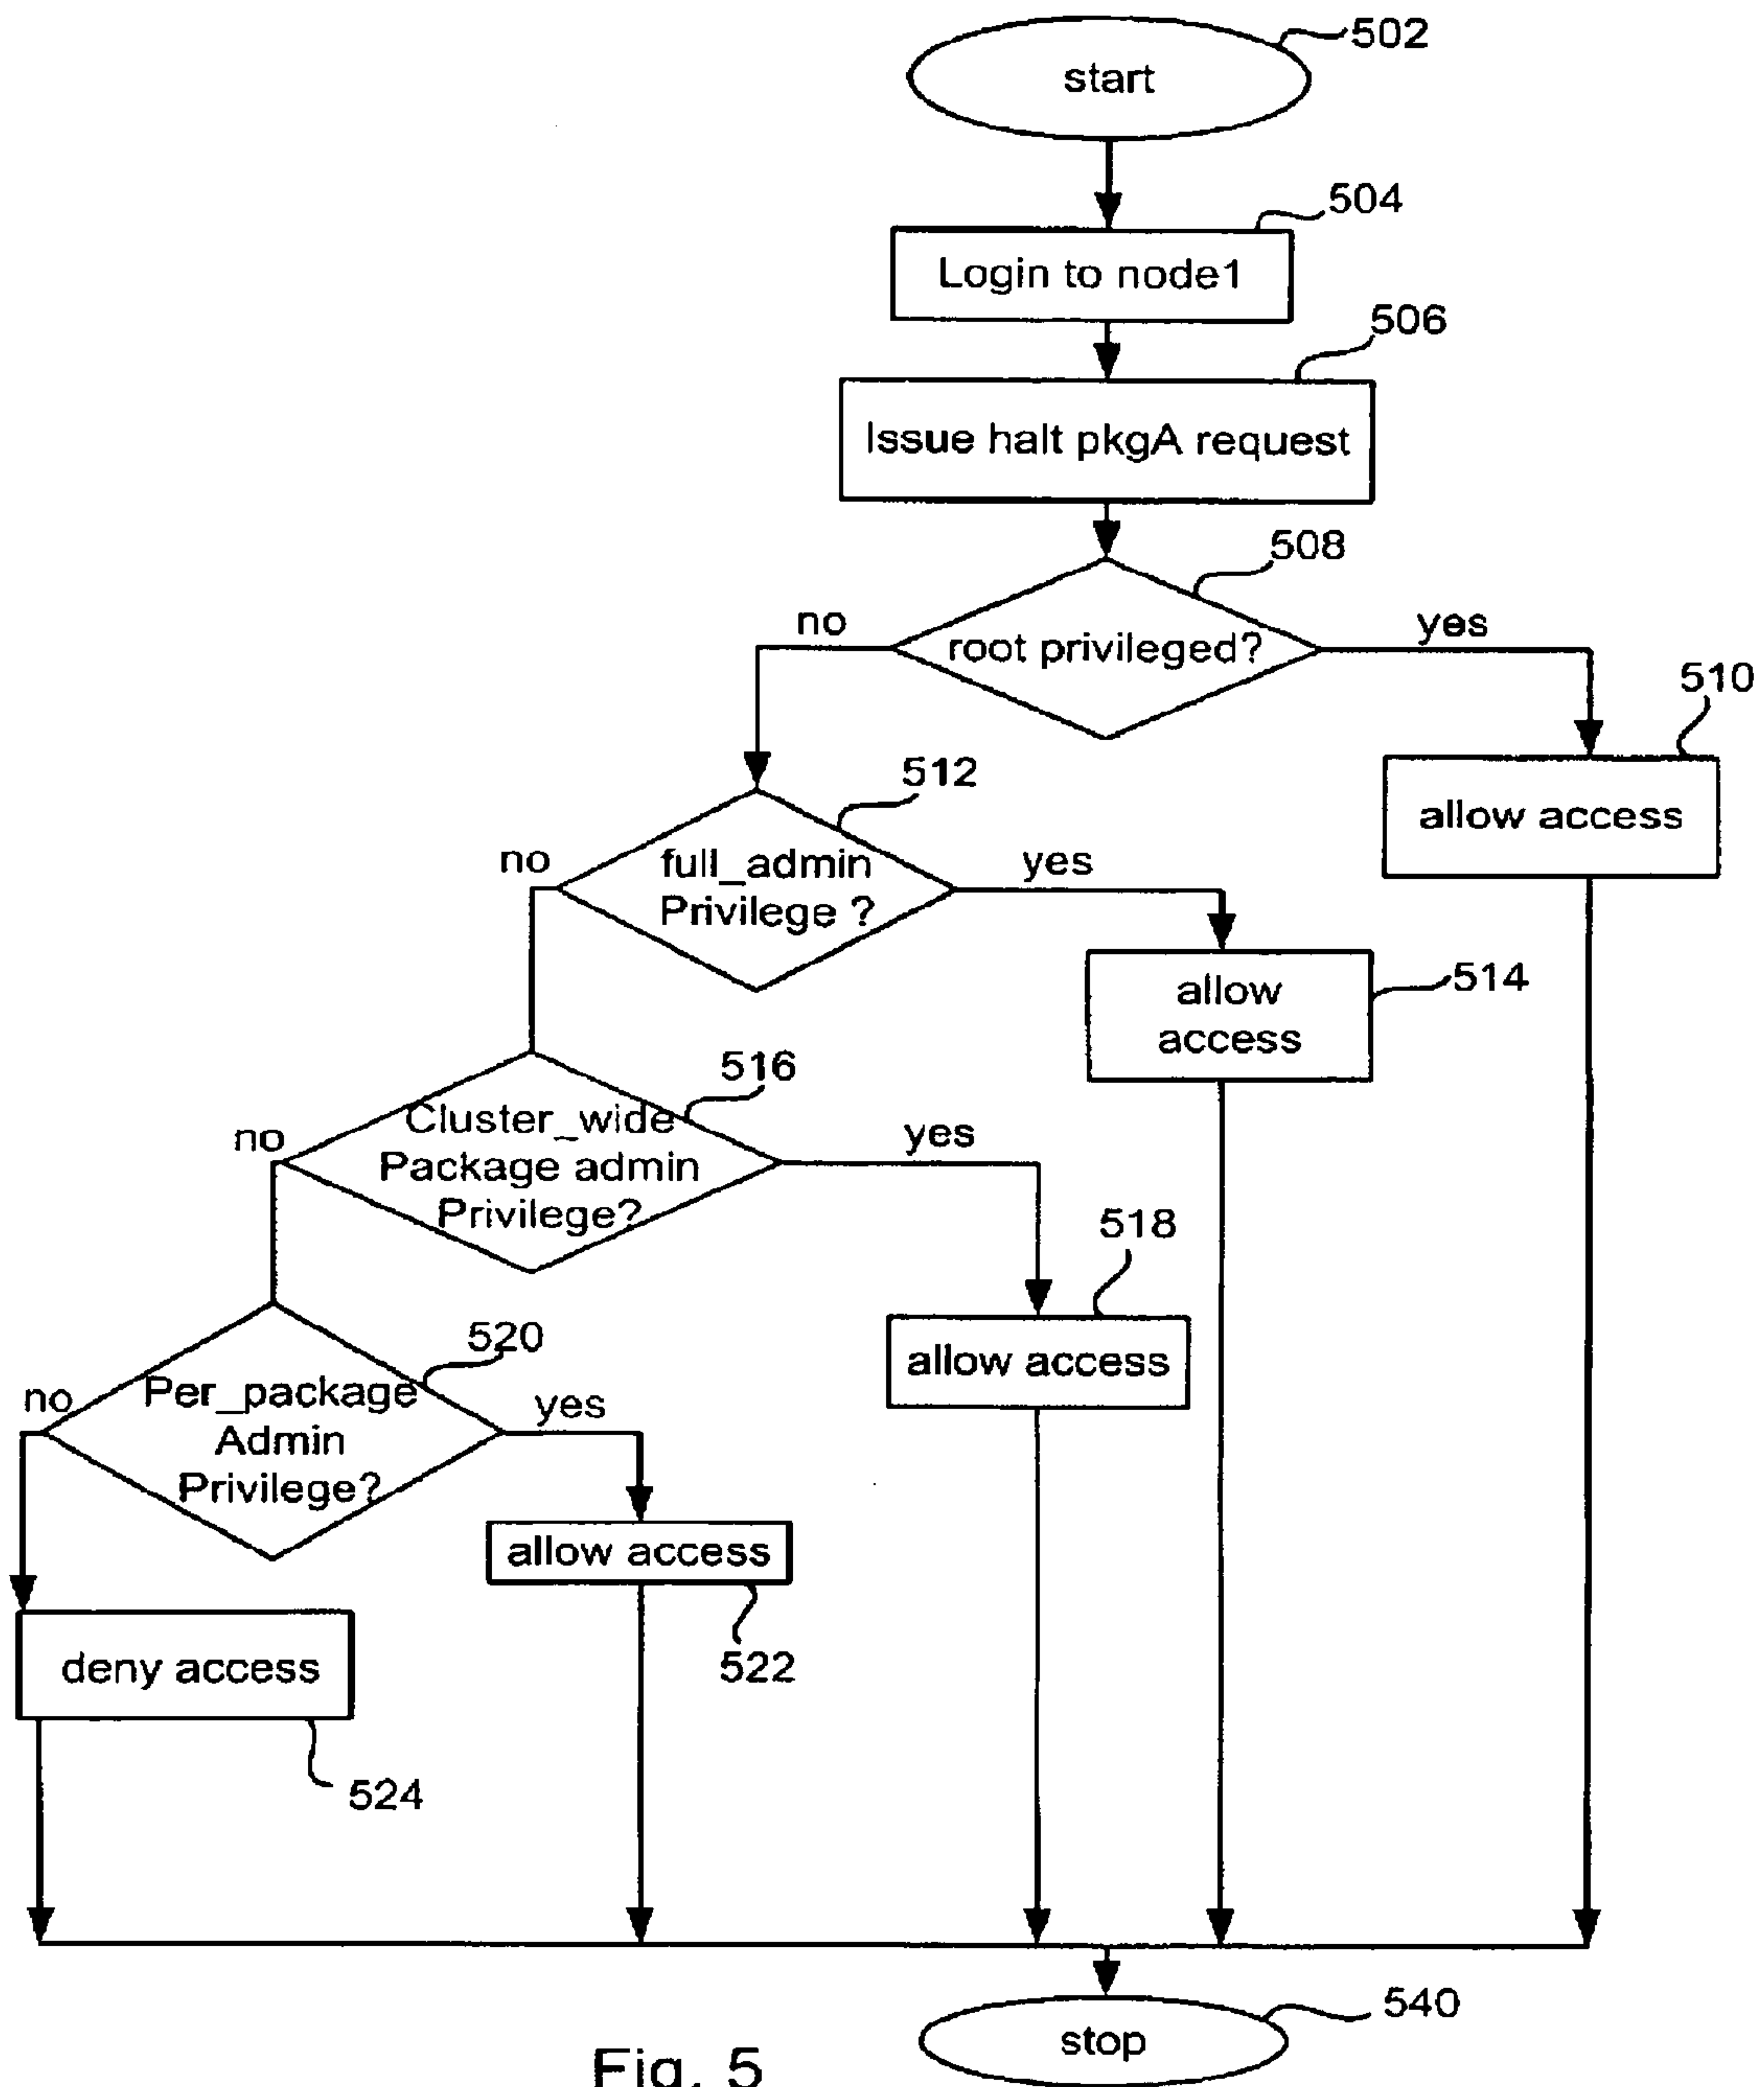 502
start
504
Login to node1
506
Issue halt pkgA request
508
root privileged?
no
yes
510
allow access
512
full_admin
Privilege ?
no
yes
allow
access
514
516
Cluster_wide
Package admin
Privilege?
no
yes
518
allow access
520
Per_package
Admin
Privilege?
no
yes
allow access
522
deny access
524
540
stop
Fig. 5